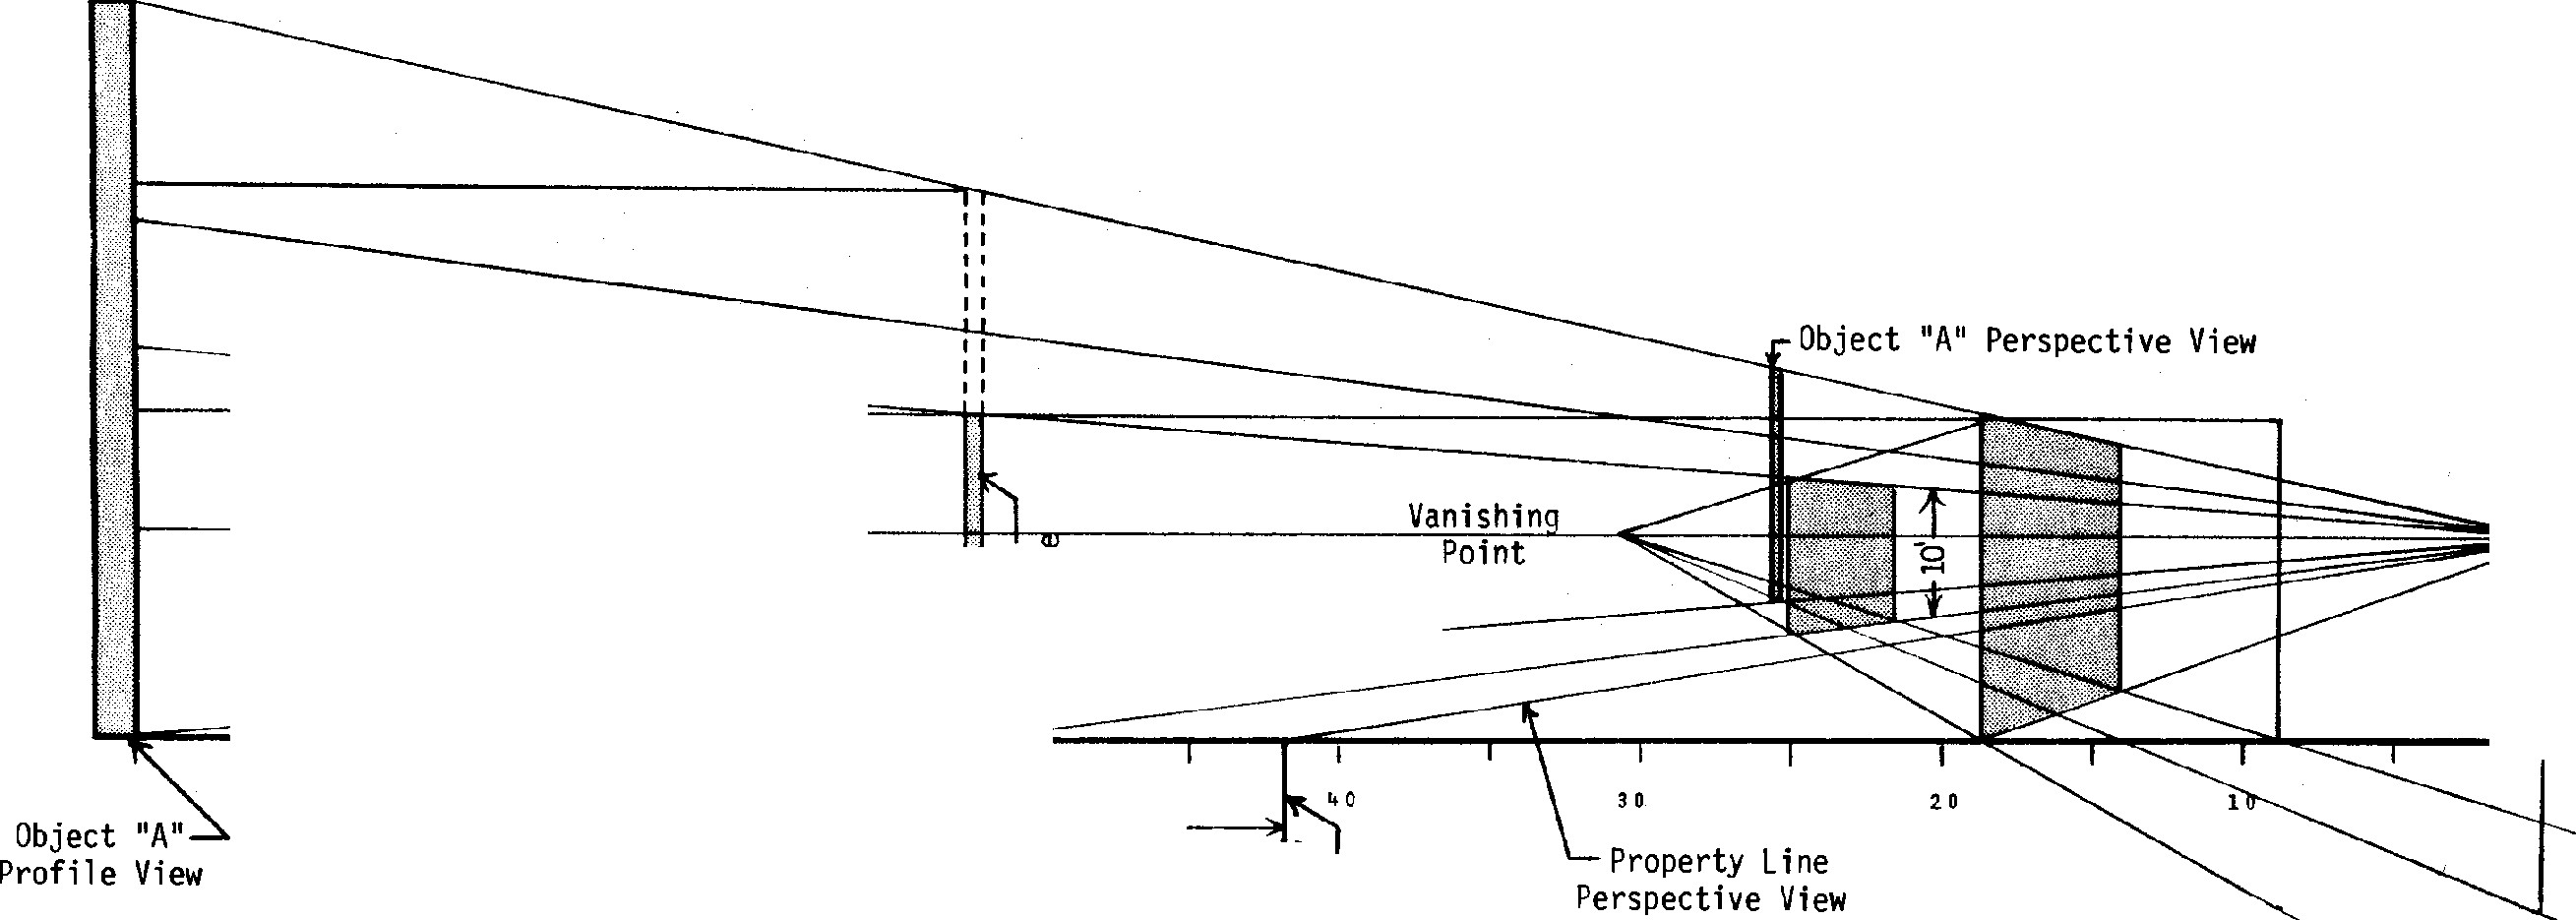 Object "A" Perspective View
Vanishing
Point
10'
40
30
20
10
Object "A"
Profile View
Property Line
Perspective View